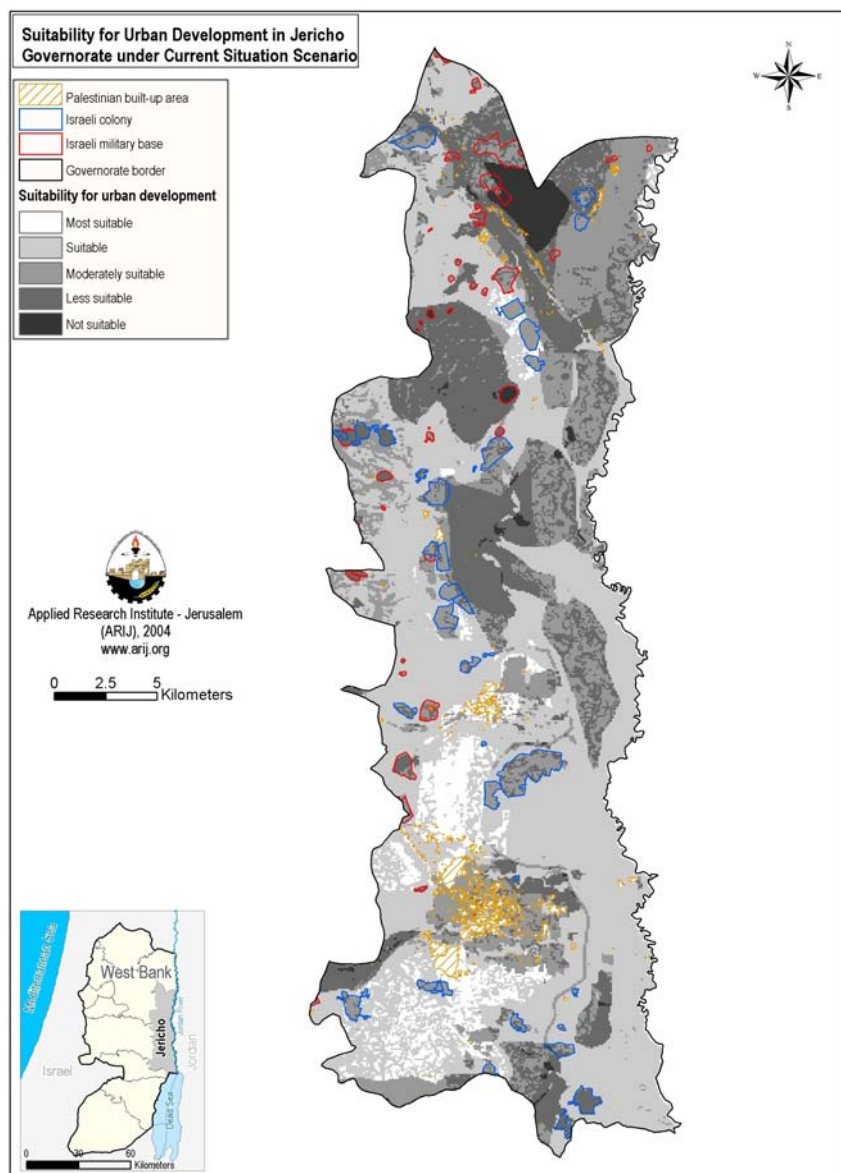 Suitability for Urban Development in Jericho
Governorate under Current Situation Scenario
Palestinian built-up area
Israeli colony
Israeli military base
Governorate border
Suitability for urban development
Most suitable
Suitable
Moderately suitable
Less suitable
Not suitable
N
W E
S
Applied Research Institute - Jerusalem
(ARIJ), 2004
www.arij.org
0 2.5 5
Kilometers
Mediterranean Sea
West Bank
Jordan River
Jericho
Jordan
Israel
Dead Sea
0 30 60
Kilometers